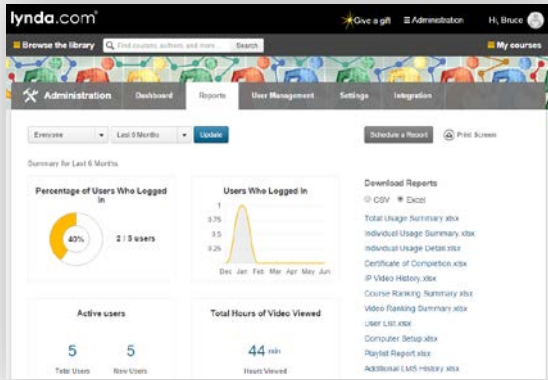 lynda.com
Give a gift
Administration
Hi, Bruce
Browse the library
Find courses, authors, and more
Search
My courses
Administration
Dashboard
Reports
User Management
Settings
Integration
Everyone
Last 6 Months
Update
Schedule a Report
Print Screen
Summary for Last 6 Months
Percentage of Users Who Logged In
40%
2 / 5 users
Users Who Logged In
1
0.75
0.5
0.25
Dec Jan Feb Mar Apr May Jun
Download Reports
CSV Excel
Total Usage Summary.xlsx
Individual Usage Summary.xlsx
Individual Usage Detail.xlsx
Certificate of Completion.xlsx
IP Video History.xlsx
Course Ranking Summary.xlsx
Video Ranking Summary.xlsx
User List.xlsx
Computer Setup.xlsx
Playlist Report.xlsx
Additional LMS History.xlsx
Active users
5
Total Users
5
New Users
Total Hours of Video Viewed
44 min
Hours Viewed